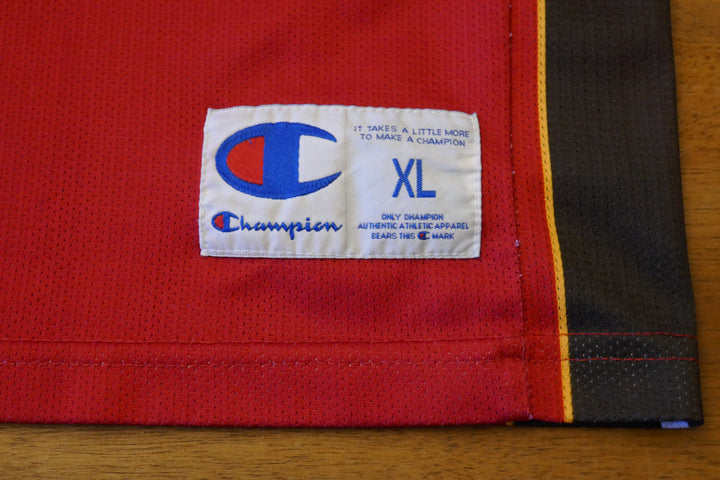 IT TAKES A LITTLE MORE
TO MAKE A CHAMPION
XL
Champion
ONLY CHAMPION
AUTHENTIC ATHLETIC APPAREL
BEARS THIS C MARK